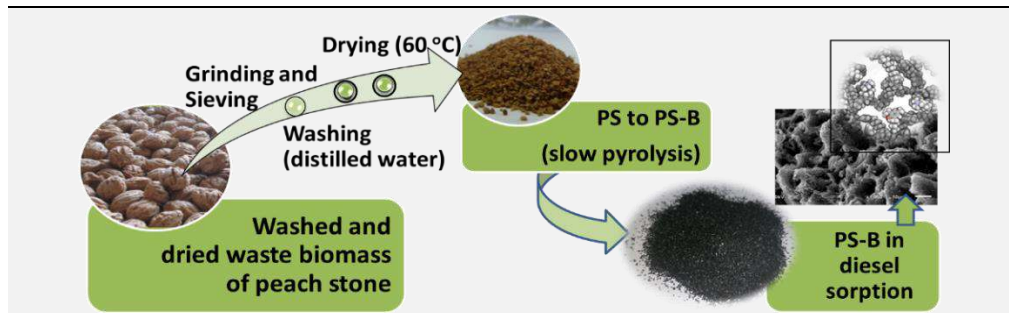 Drying (60 ºC)
Grinding and
Sieving
Washing
(distilled water)
Washed and
dried waste biomass
of peach stone
PS to PS-B
(slow pyrolysis)
PS-B in
diesel
sorption